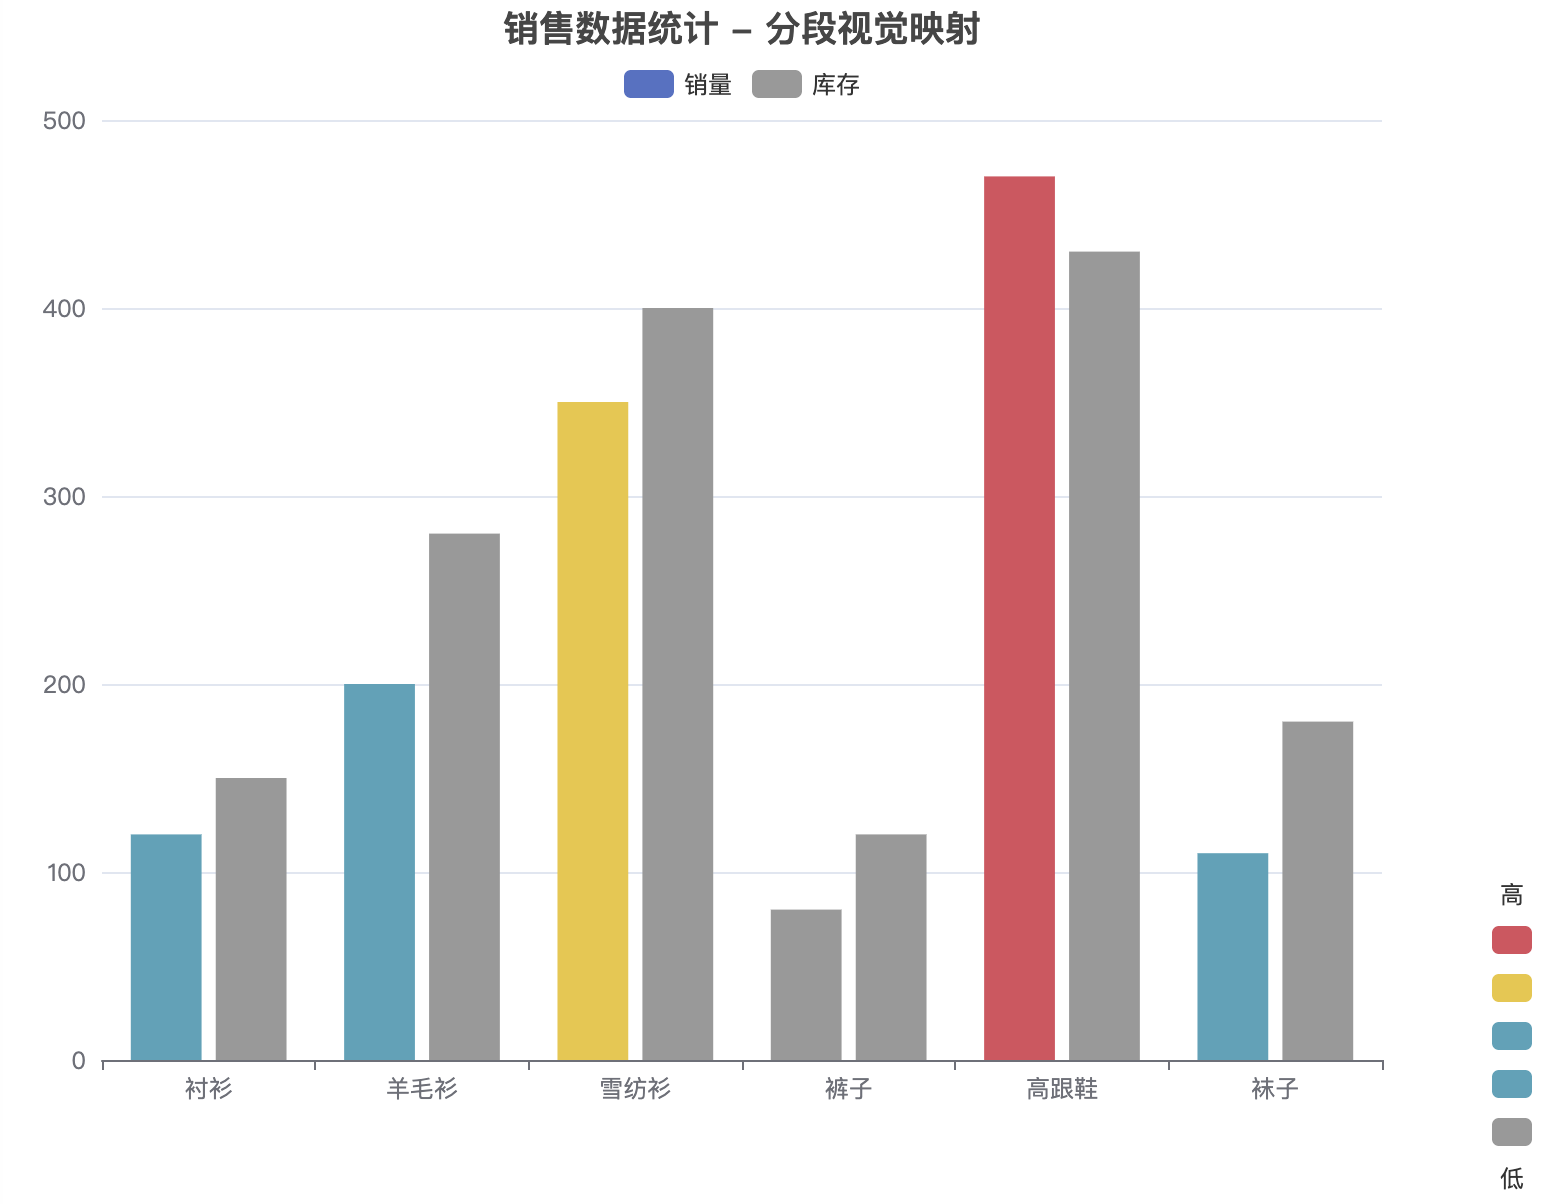 销售数据统计 – 分段视觉映射
销量 库存
500
400
300
200
100
0
衬衫 羊毛衫 雪纺衫 裤子 高跟鞋 袜子
高
低